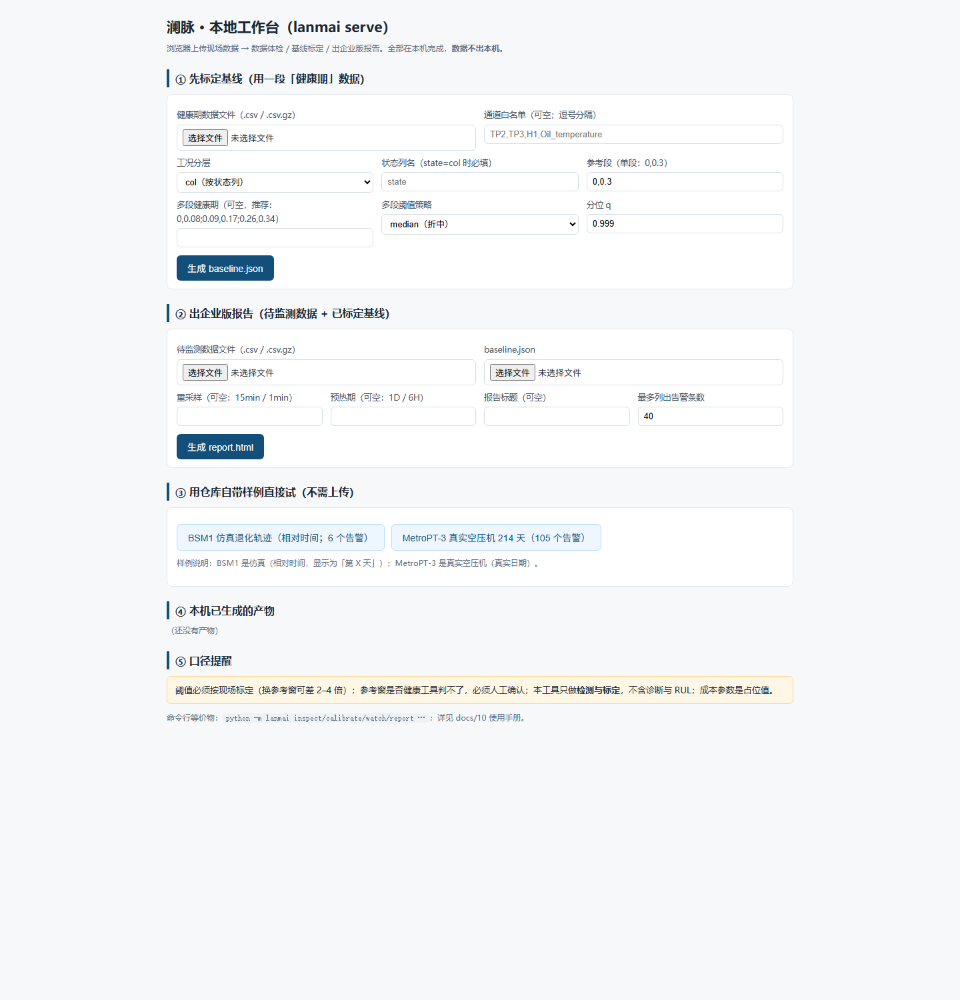 澜脉 · 本地工作台（lanmai serve）
浏览器上传现场数据 → 数据体检 / 基线标定 / 出企业版报告。全部在本机完成，数据不出本机。
① 先标定基线（用一段「健康期」数据）
健康期数据文件（.csv / .csv.gz）
通道白名单（可空；逗号分隔）
选择文件 未选择文件
TP2,TP3,H1,Oil_temperature
工况分层
状态列名（state=col 时必填）
参考段（单段：0,0.3）
col（按状态列）
state
0,0.3
多段健康期（可空，推荐：
0,0.08;0.09,0.17;0.26,0.34）
多段阈值策略
分位 q
median（折中）
0.999
生成 baseline.json
② 出企业版报告（待监测数据 + 已标定基线）
待监测数据文件（.csv / .csv.gz）
baseline.json
选择文件 未选择文件
选择文件 未选择文件
重采样（可空：15min / 1min）
预热期（可空：1D / 6H）
报告标题（可空）
最多列出告警条数
40
生成 report.html
③ 用仓库自带样例直接试（不需上传）
BSM1 仿真退化轨迹（相对时间；6 个告警）
MetroPT-3 真实空压机 214 天（105 个告警）
样例说明：BSM1 是仿真（相对时间，显示为「第 X 天」）；MetroPT-3 是真实空压机（真实日期）。
④ 本机已生成的产物
（还没有产物）
⑤ 口径提醒
阈值必须按现场标定（换参考窗可差 2–4 倍）；参考窗是否健康工具判不了，必须人工确认；本工具只做检测与标定，不含诊断与 RUL；成本参数是占位值。
命令行等价物：python -m lanmai inspect/calibrate/watch/report …；详见 docs/10 使用手册。